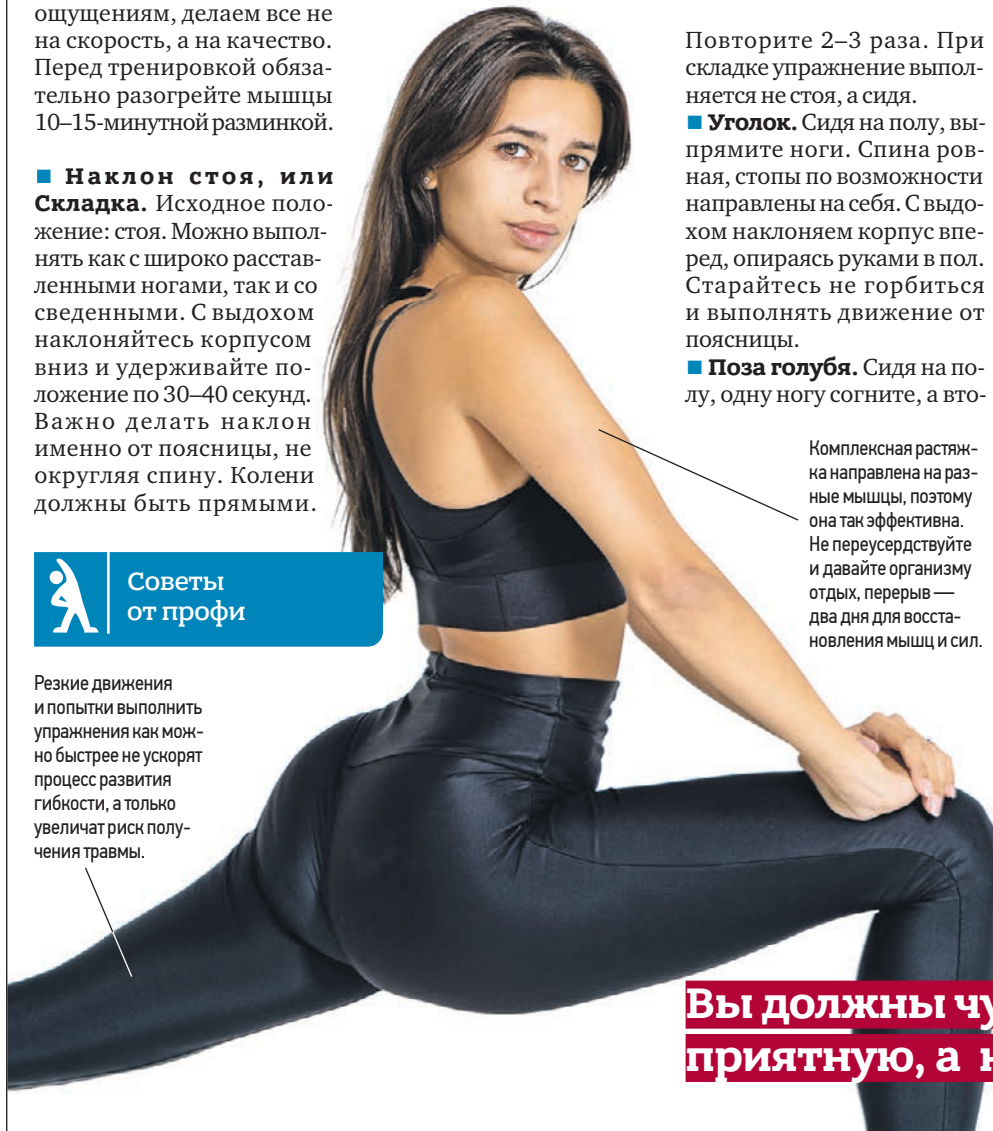 ощущениям, делаем все не
на скорость, а на качество.
Перед тренировкой обяза-
тельно разогрейте мышцы
10–15-минутной разминкой.
■ Наклон стоя, или
Складка. Исходное поло-
жение: стоя. Можно выпол-
нять как с широко расстав-
ленными ногами, так и со
сведенными. С выдохом
наклоняйтесь корпусом
вниз и удерживайте по-
ложение по 30–40 секунд.
Важно делать наклон
именно от поясницы, не
округляя спину. Колени
должны быть прямыми.
Советы
от профи
Резкие движения
и попытки выполнить
упражнения как мож-
но быстрее не ускорят
процесс развития
гибкости, а только
увеличат риск полу-
чения травмы.
Повторите 2–3 раза. При
складке упражнение выпол-
няется не стоя, а сидя.
■ Уголок. Сидя на полу, вы-
прямите ноги. Спина ров-
ная, стопы по возможности
направлены на себя. С выдо-
хом наклоняем корпус впе-
ред, опираясь руками в пол.
Старайтесь не горбиться
и выполнять движение от
поясницы.
■ Поза голубя. Сидя на по-
лу, одну ногу согните, а вто-
Комплексная растяж-
ка направлена на раз-
ные мышцы, поэтому
она так эффективна.
Не переусердствуйте
и давайте организму
отдых, перерыв —
два дня для восста-
новления мышц и сил.
Вы должны чу
приятную, а н